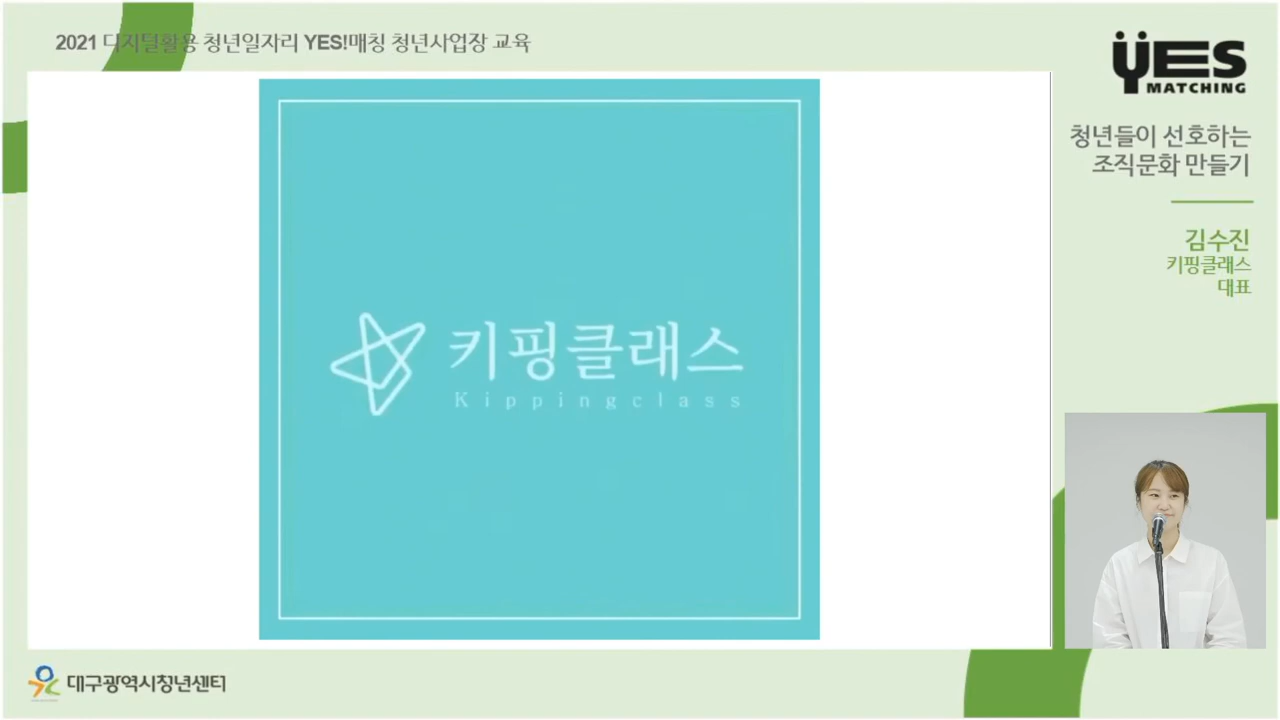 2021 디지털활용 청년일자리 YES!매칭 청년사업장 교육
YES
MATCHING
청년들이 선호하는
조직문화 만들기
김수진
키핑클래스
대표
키핑클래스
Kippingclass
대구광역시청년센터